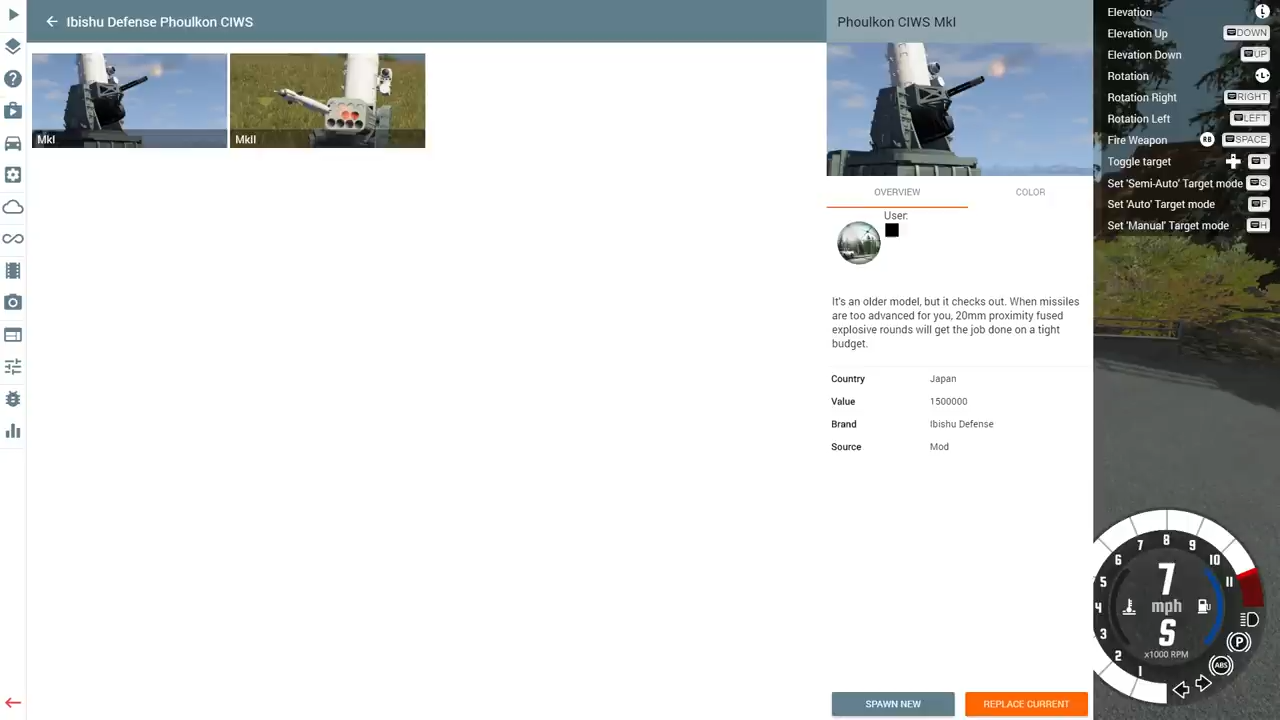 Ibishu Defense Phoulkon CIWS
MkI
MkII
Phoulkon CIWS MkI
OVERVIEW
COLOR
User:
It's an older model, but it checks out. When missiles
are too advanced for you, 20mm proximity fused
explosive rounds will get the job done on a tight
budget.
Country Japan
Value 1500000
Brand Ibishu Defense
Source Mod
SPAWN NEW
REPLACE CURRENT
Elevation L
Elevation Up DOWN
Elevation Down UP
Rotation L
Rotation Right RIGHT
Rotation Left LEFT
Fire Weapon RB SPACE
Toggle target T
Set 'Semi-Auto' Target mode G
Set 'Auto' Target mode F
Set 'Manual' Target mode H
1
2
3
4
5
6
7
8
9
10
11
7
mph
S
x1000 RPM
P
ABS